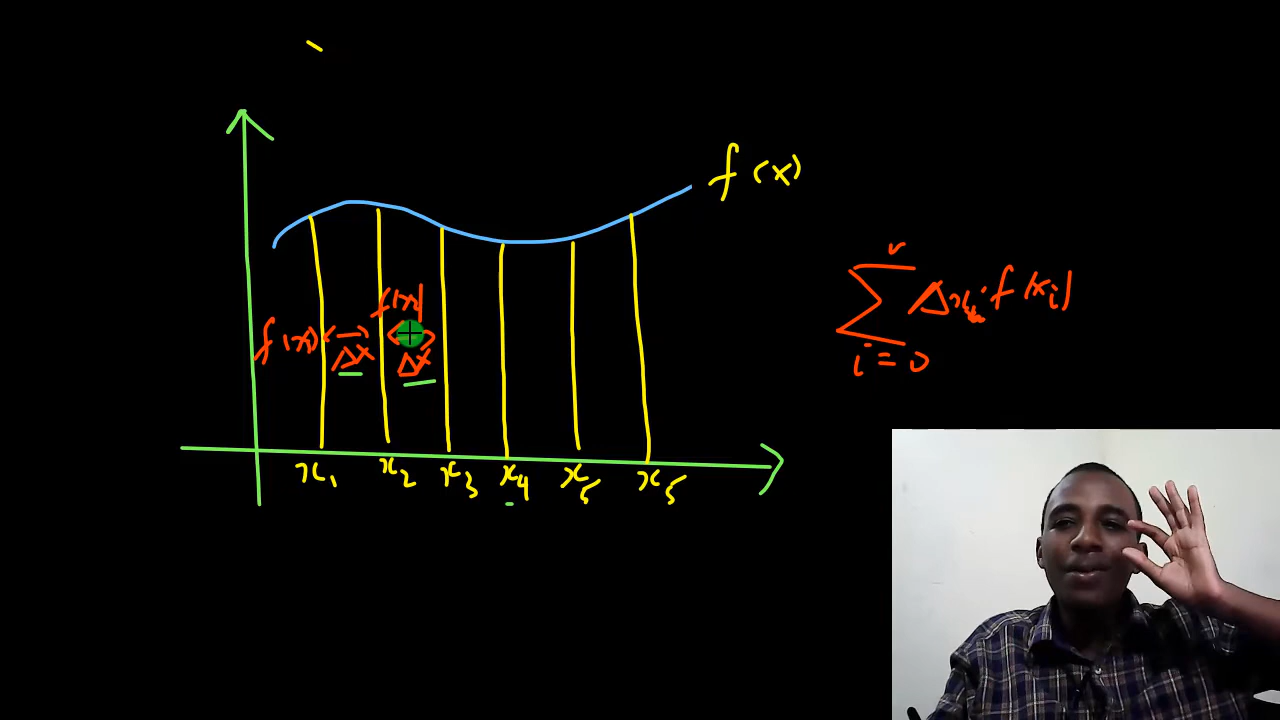 f(x)
f(x)
f(x) Δx
Δx
x₁ x₂ x₃ x₄ x₅ x₅
n
∑ Δxᵢ · f(xᵢ)
i = 0